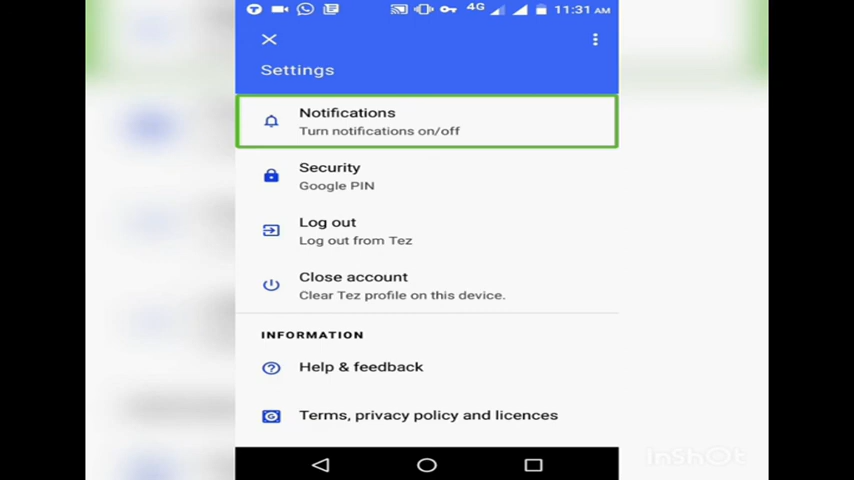 4G 11:31 AM
Settings
Notifications
Turn notifications on/off
Security
Google PIN
Log out
Log out from Tez
Close account
Clear Tez profile on this device.
INFORMATION
Help & feedback
Terms, privacy policy and licences
InShOt